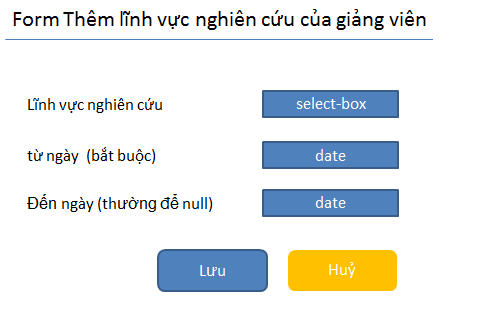 Form Thêm lĩnh vực nghiên cứu của giảng viên
Lĩnh vực nghiên cứu select-box
từ ngày (bắt buộc) date
Đến ngày (thường để null) date
Lưu Huỷ